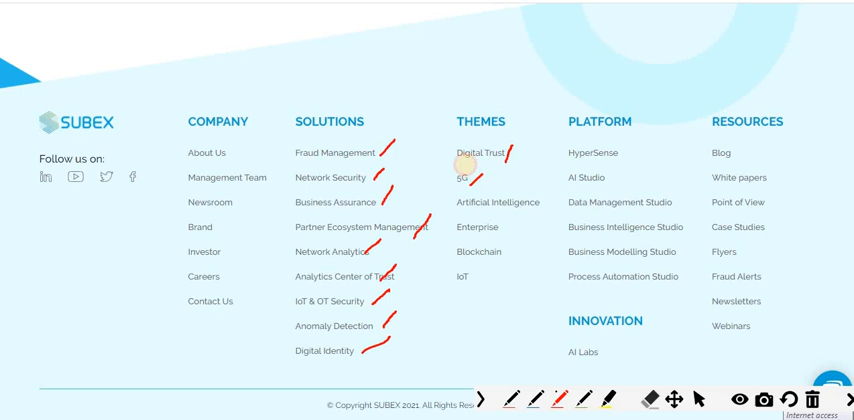 SUBEX
Follow us on:
COMPANY
About Us
Management Team
Newsroom
Brand
Investor
Careers
Contact Us
SOLUTIONS
Fraud Management
Network Security
Business Assurance
Partner Ecosystem Management
Network Analytics
Analytics Center of Trust
IoT & OT Security
Anomaly Detection
Digital Identity
THEMES
Digital Trust
5G
Artificial Intelligence
Enterprise
Blockchain
IoT
PLATFORM
HyperSense
AI Studio
Data Management Studio
Business Intelligence Studio
Business Modelling Studio
Process Automation Studio
INNOVATION
AI Labs
RESOURCES
Blog
White papers
Point of View
Case Studies
Flyers
Fraud Alerts
Newsletters
Webinars
© Copyright SUBEX 2021. All Rights
Internet access